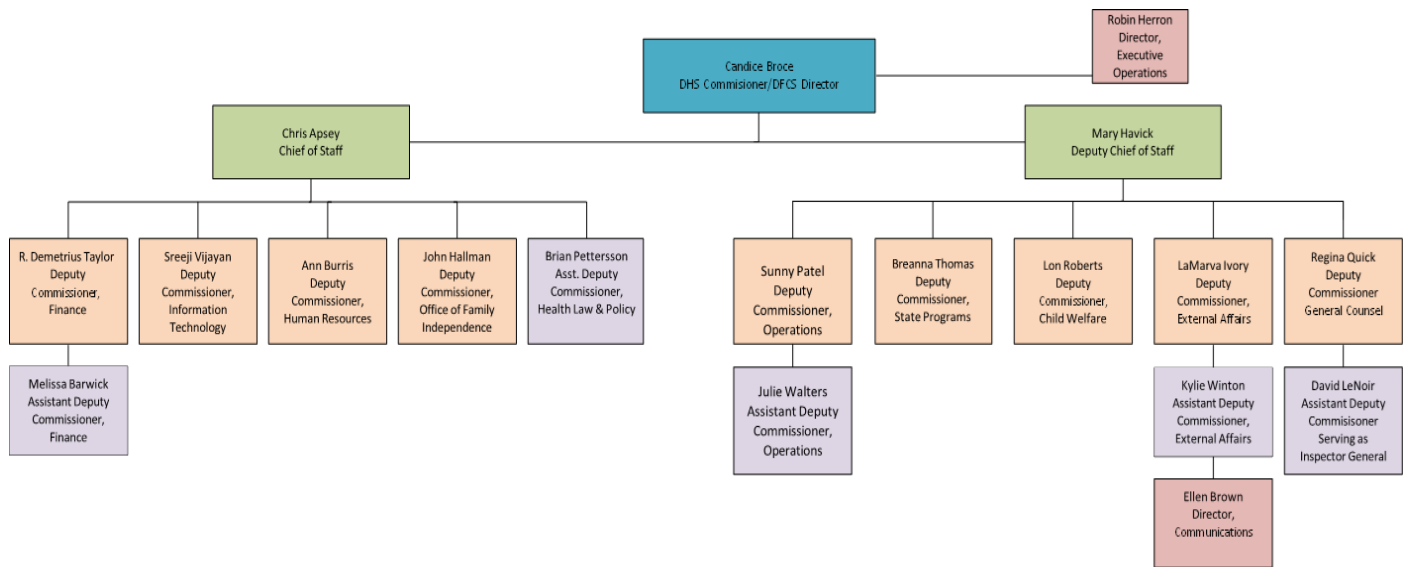 Robin Herron
Director,
Executive
Operations
Candice Broce
DHS Commisioner/DFCS Director
Chris Apsey
Chief of Staff
Mary Havick
Deputy Chief of Staff
R. Demetrius Taylor
Deputy
Commissioner,
Finance
Sreeji Vijayan
Deputy
Commissioner,
Information
Technology
Ann Burris
Deputy
Commissioner,
Human Resources
John Hallman
Deputy
Commissioner,
Office of Family
Independence
Brian Pettersson
Asst. Deputy
Commissioner,
Health Law & Policy
Sunny Patel
Deputy
Commissioner,
Operations
Breanna Thomas
Deputy
Commissioner,
State Programs
Lon Roberts
Deputy
Commissioner,
Child Welfare
LaMarva Ivory
Deputy
Commissioner,
External Affairs
Regina Quick
Deputy
Commissioner
General Counsel
Melissa Barwick
Assistant Deputy
Commissioner,
Finance
Julie Walters
Assistant Deputy
Commissioner,
Operations
Kylie Winton
Assistant Deputy
Commissioner,
External Affairs
David LeNoir
Assistant Deputy
Commisisoner
Serving as
Inspector General
Ellen Brown
Director,
Communications